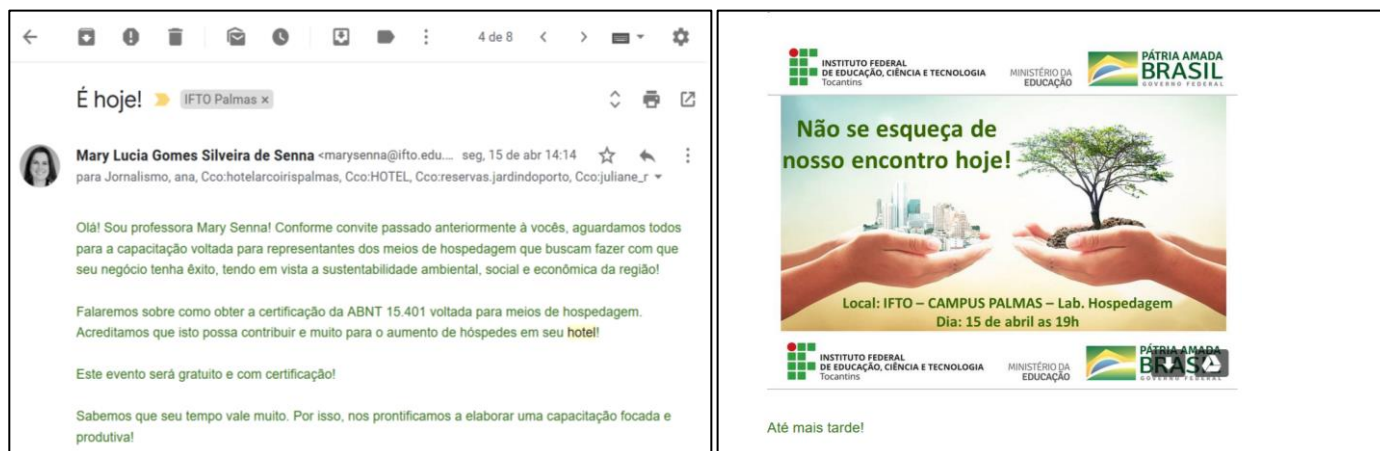 4 de 8
É hoje! IFTO Palmas ×
Mary Lucia Gomes Silveira de Senna <marysenna@ifto.edu.... seg, 15 de abr 14:14
para Jornalismo, ana, Cco:hotelarcoirispalmas, Cco:HOTEL, Cco:reservas.jardindoporto, Cco:juliane_r
Olá! Sou professora Mary Senna! Conforme convite passado anteriormente à vocês, aguardamos todos
para a capacitação voltada para representantes dos meios de hospedagem que buscam fazer com que
seu negócio tenha êxito, tendo em vista a sustentabilidade ambiental, social e econômica da região!
Falaremos sobre como obter a certificação da ABNT 15.401 voltada para meios de hospedagem.
Acreditamos que isto possa contribuir e muito para o aumento de hóspedes em seu hotel!
Este evento será gratuito e com certificação!
Sabemos que seu tempo vale muito. Por isso, nos prontificamos a elaborar uma capacitação focada e
produtiva!
INSTITUTO FEDERAL
DE EDUCAÇÃO, CIÊNCIA E TECNOLOGIA
Tocantins
MINISTÉRIO DA
EDUCAÇÃO
PÁTRIA AMADA
BRASIL
GOVERNO FEDERAL
Não se esqueça de
nosso encontro hoje!
Local: IFTO – CAMPUS PALMAS – Lab. Hospedagem
Dia: 15 de abril as 19h
INSTITUTO FEDERAL
DE EDUCAÇÃO, CIÊNCIA E TECNOLOGIA
Tocantins
MINISTÉRIO DA
EDUCAÇÃO
PÁTRIA AMADA
BRASIL
GOVERNO FEDERAL
Até mais tarde!